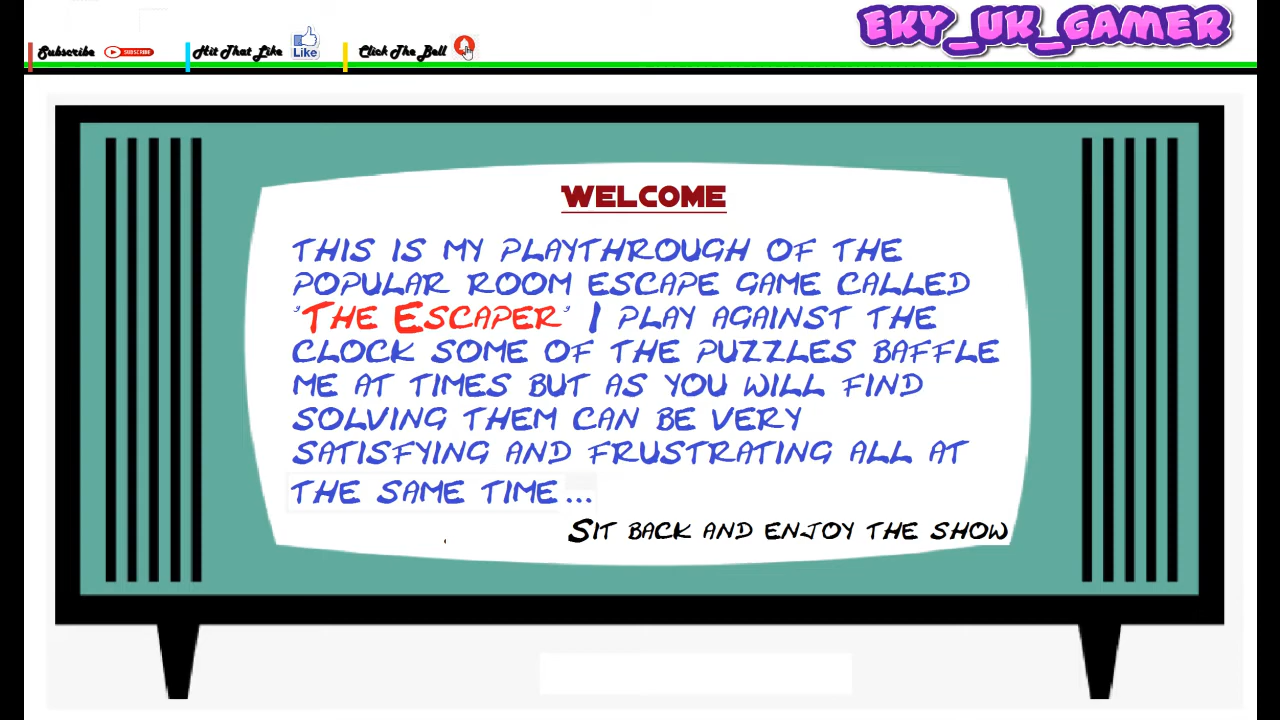 EKY_UK_GAMER
Subscribe SUBSCRIBE Hit That Like Like Click The Bell
WELCOME
THIS IS MY PLAYTHROUGH OF THE
POPULAR ROOM ESCAPE GAME CALLED
'THE ESCAPER' I PLAY AGAINST THE
CLOCK SOME OF THE PUZZLES BAFFLE
ME AT TIMES BUT AS YOU WILL FIND
SOLVING THEM CAN BE VERY
SATISFYING AND FRUSTRATING ALL AT
THE SAME TIME...
SIT BACK AND ENJOY THE SHOW